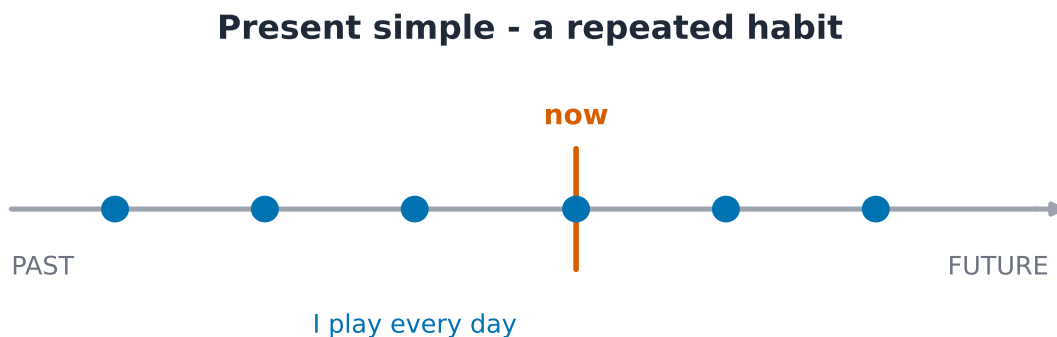 Present simple - a repeated habit
now
PAST
FUTURE
I play every day